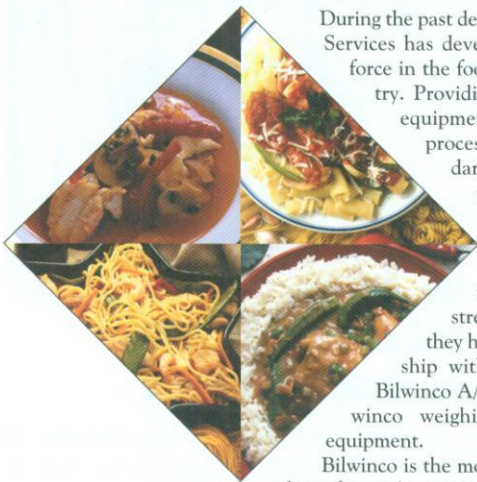 During the past de
Services has deve
force in the foo
try. Providi
equipmen
proces
dar
stre
they h
ship with
Bilwinco A/
winco weighi
equipment.
Bilwinco is the mo